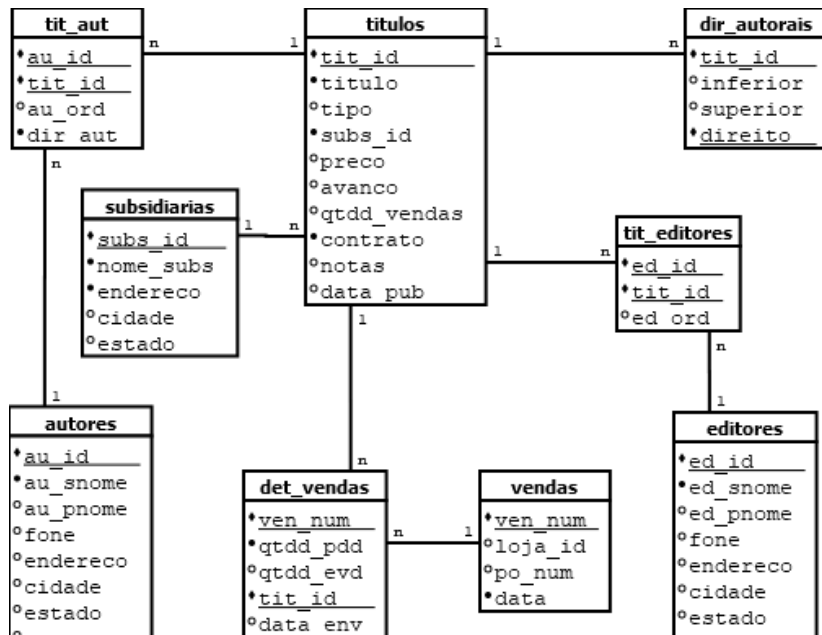 tit_aut
au_id
tit_id
au_ord
dir_aut
n
1
titulos
tit_id
titulo
tipo
subs_id
preco
avanco
qtdd_vendas
contrato
notas
data_pub
1
n
dir_autorais
tit_id
inferior
superior
direito
n
subsidiarias
subs_id
nome_subs
endereco
cidade
estado
1
n
1
n
tit_editores
ed_id
tit_id
ed_ord
1
n
n
1
1
autores
au_id
au_snome
au_pnome
fone
endereco
cidade
estado
n
det_vendas
ven_num
qtdd_pdd
qtdd_evd
tit_id
data_env
n
1
vendas
ven_num
loja_id
po_num
data
editores
ed_id
ed_snome
ed_pnome
fone
endereco
cidade
estado